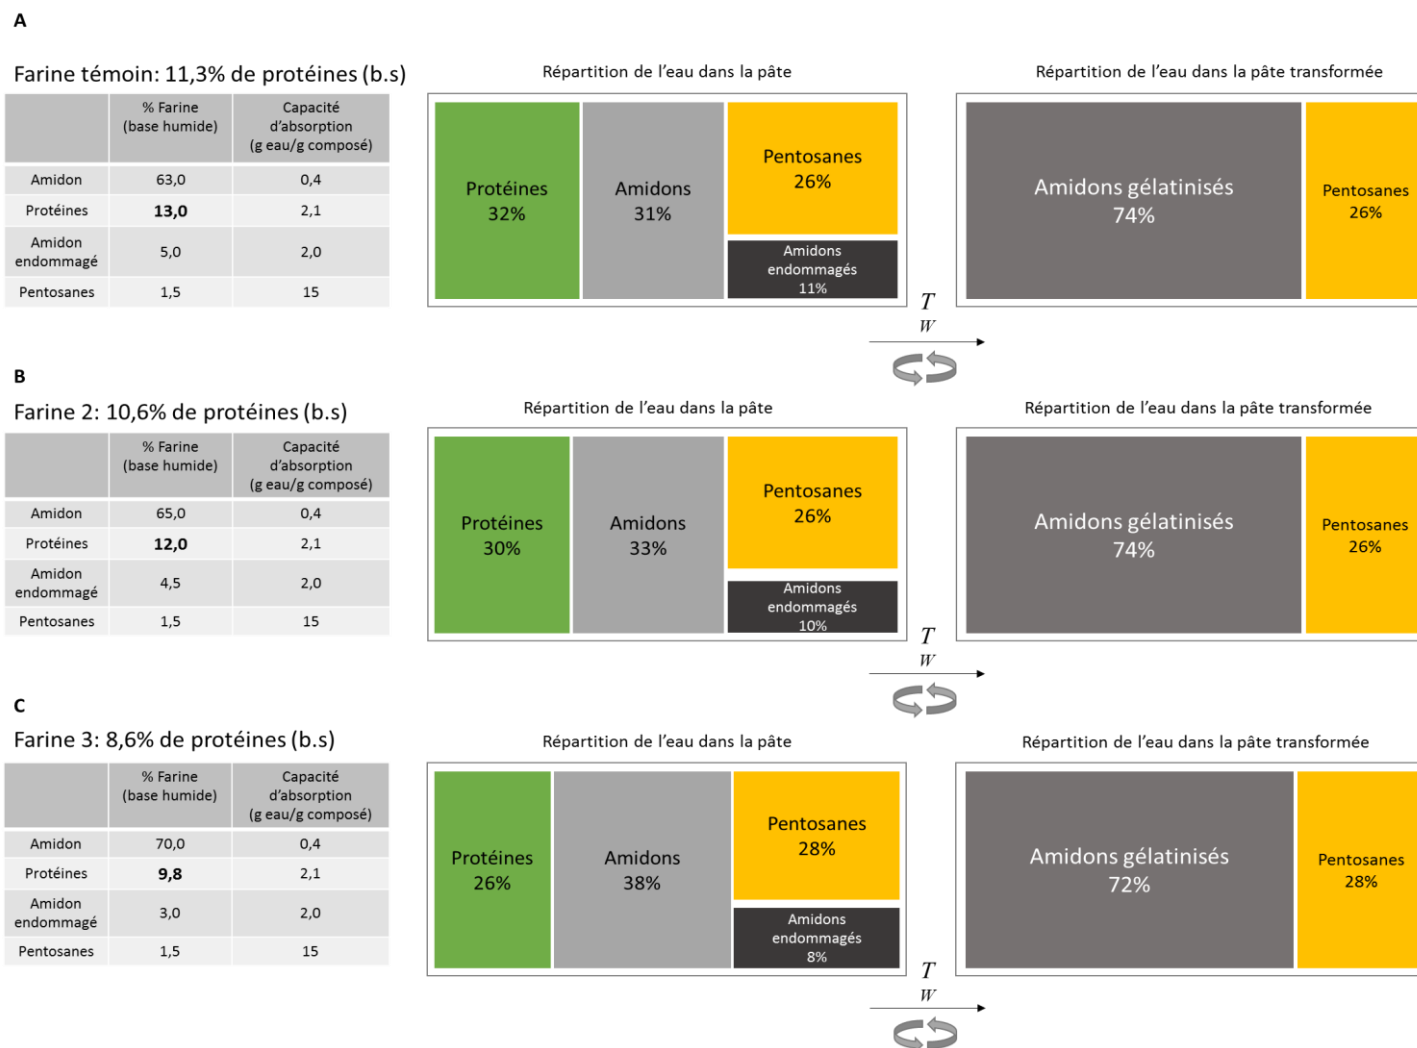 A
Farine témoin: 11,3% de protéines (b.s)
% Farine
(base humide)
Capacité
d'absorption
(g eau/g composé)
Amidon 63,0 0,4
Protéines 13,0 2,1
Amidon
endommagé
5,0 2,0
Pentosanes 1,5 15
Répartition de l'eau dans la pâte
Protéines
32%
Amidons
31%
Pentosanes
26%
Amidons
endommagés
11%
T
W
Répartition de l'eau dans la pâte transformée
Amidons gélatinisés
74%
Pentosanes
26%
B
Farine 2: 10,6% de protéines (b.s)
% Farine
(base humide)
Capacité
d'absorption
(g eau/g composé)
Amidon 65,0 0,4
Protéines 12,0 2,1
Amidon
endommagé
4,5 2,0
Pentosanes 1,5 15
Répartition de l'eau dans la pâte
Protéines
30%
Amidons
33%
Pentosanes
26%
Amidons
endommagés
10%
T
W
Répartition de l'eau dans la pâte transformée
Amidons gélatinisés
74%
Pentosanes
26%
C
Farine 3: 8,6% de protéines (b.s)
% Farine
(base humide)
Capacité
d'absorption
(g eau/g composé)
Amidon 70,0 0,4
Protéines 9,8 2,1
Amidon
endommagé
3,0 2,0
Pentosanes 1,5 15
Répartition de l'eau dans la pâte
Protéines
26%
Amidons
38%
Pentosanes
28%
Amidons
endommagés
8%
T
W
Répartition de l'eau dans la pâte transformée
Amidons gélatinisés
72%
Pentosanes
28%